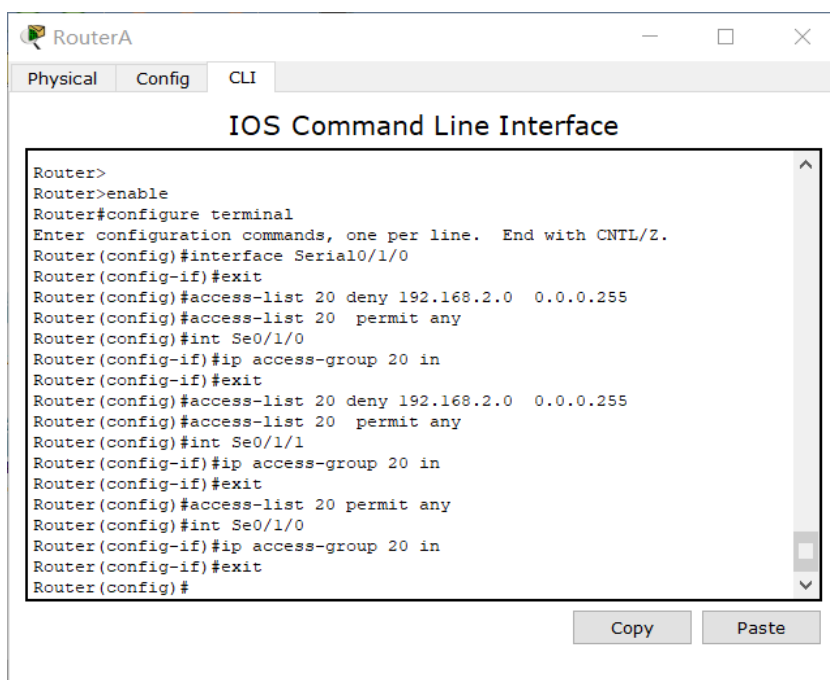 RouterA
Physical Config CLI
IOS Command Line Interface
Router>
Router>enable
Router#configure terminal
Enter configuration commands, one per line.  End with CNTL/Z.
Router(config)#interface Serial0/1/0
Router(config-if)#exit
Router(config)#access-list 20 deny 192.168.2.0  0.0.0.255
Router(config)#access-list 20  permit any
Router(config)#int Se0/1/0
Router(config-if)#ip access-group 20 in
Router(config-if)#exit
Router(config)#access-list 20 deny 192.168.2.0  0.0.0.255
Router(config)#access-list 20  permit any
Router(config)#int Se0/1/1
Router(config-if)#ip access-group 20 in
Router(config-if)#exit
Router(config)#access-list 20 permit any
Router(config)#int Se0/1/0
Router(config-if)#ip access-group 20 in
Router(config-if)#exit
Router(config)#
Copy Paste